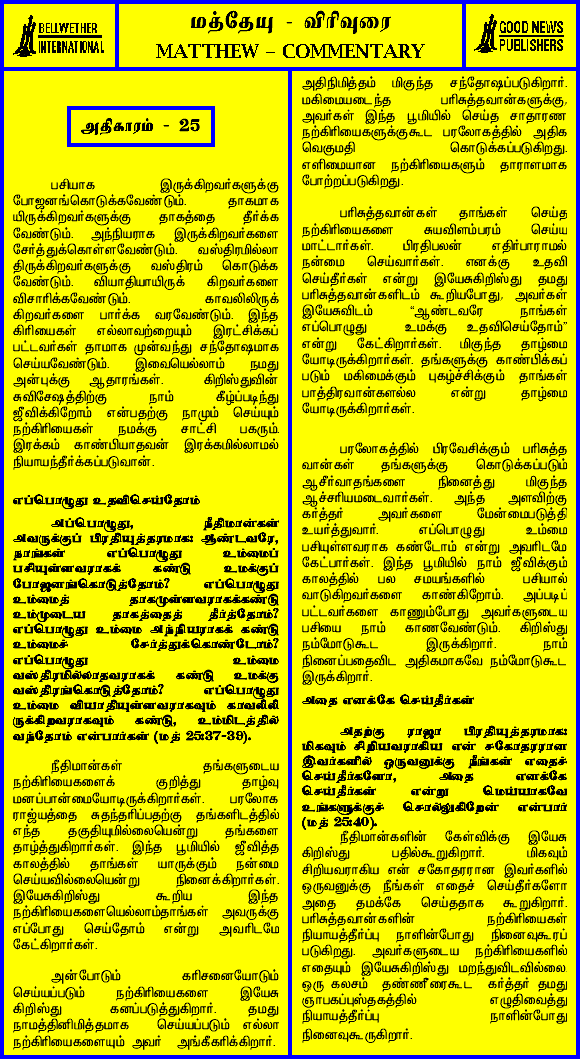 BELLWETHER
INTERNATIONAL
மத்தேயு - விரிவுரை
MATTHEW – COMMENTARY
GOOD NEWS
PUBLISHERS
அதிகாரம் - 25
பசியாக இருக்கிறவர்களுக்கு
போஜனங்கொடுக்கவேண்டும். தாகமாக
யிருக்கிறவர்களுக்கு தாகத்தை தீர்க்க
வேண்டும். அந்நியராக இருக்கிறவர்களை
சேர்த்துக்கொள்ளவேண்டும். வஸ்திரமில்லா
திருக்கிறவர்களுக்கு வஸ்திரம் கொடுக்க
வேண்டும். வியாதியாயிருக் கிறவர்களை
விசாரிக்கவேண்டும். காவலிலிருக்
கிறவர்களை பார்க்க வரவேண்டும். இந்த
கிரியைகள் எல்லாவற்றையும் இரட்சிக்கப்
பட்டவர்கள் தாமாக முன்வந்து சந்தோஷமாக
செய்யவேண்டும். இவையெல்லாம் நமது
அன்புக்கு ஆதாரங்கள். கிறிஸ்துவின்
சுவிசேஷத்திற்கு நாம் கீழ்ப்படிந்து
ஜீவிக்கிறோம் என்பதற்கு நாமும் செய்யும்
நற்கிரியைகள் நமக்கு சாட்சி பகரும்.
இரக்கம் காண்பியாதவன் இரக்கமில்லாமல்
நியாயந்தீர்க்கப்படுவான்.
எப்பொழுது உதவிசெய்தோம்
அப்பொழுது, நீதிமான்கள்
அவருக்குப் பிரதியுத்தரமாக: ஆண்டவரே,
நாங்கள் எப்பொழுது உம்மைப்
பசியுள்ளவராகக் கண்டு உமக்குப்
போஜனங்கொடுத்தோம்? எப்பொழுது
உம்மைத் தாகமுள்ளவராகக்கண்டு
உம்முடைய தாகத்தைத் தீர்த்தோம்?
எப்பொழுது உம்மை அந்நியராகக் கண்டு
உம்மைச் சேர்த்துக்கொண்டோம்?
எப்பொழுது உம்மை
வஸ்திரமில்லாதவராகக் கண்டு உமக்கு
வஸ்திரங்கொடுத்தோம்? எப்பொழுது
உம்மை வியாதியுள்ளவராகவும் காவலிலி
ருக்கிறவராகவும் கண்டு, உம்மிடத்தில்
வந்தோம் என்பார்கள் (மத் 25:37-39).
நீதிமான்கள் தங்களுடைய
நற்கிரியைகளைக் குறித்து தாழ்வு
மனப்பான்மையோடிருக்கிறார்கள். பரலோக
ராஜ்யத்தை சுதந்தரிப்பதற்கு தங்களிடத்தில்
எந்த தகுதியுமில்லையென்று தங்களை
தாழ்த்துகிறார்கள். இந்த பூமியில் ஜீவித்த
காலத்தில் தாங்கள் யாருக்கும் நன்மை
செய்யவில்லையென்று நினைக்கிறார்கள்.
இயேசுகிறிஸ்து கூறிய இந்த
நற்கிரியைகளையெல்லாம்தாங்கள் அவருக்கு
எப்போது செய்தோம் என்று அவரிடமே
கேட்கிறார்கள்.
அன்போடும் கரிசனையோடும்
செய்யப்படும் நற்கிரியைகளை இயேசு
கிறிஸ்து கனப்படுத்துகிறார். தமது
நாமத்தினிமித்தமாக செய்யப்படும் எல்லா
நற்கிரியைகளையும் அவர் அங்கீகரிக்கிறார்.
அதினிமித்தம் மிகுந்த சந்தோஷப்படுகிறார்.
மகிமையடைந்த பரிசுத்தவான்களுக்கு,
அவர்கள் இந்த பூமியில் செய்த சாதாரண
நற்கிரியைகளுக்குகூட பரலோகத்தில் அதிக
வெகுமதி கொடுக்கப்படுகிறது.
எளிமையான நற்கிரியைகளும் தாராளமாக
போற்றப்படுகிறது.
பரிசுத்தவான்கள் தாங்கள் செய்த
நற்கிரியைகளை சுயவிளம்பரம் செய்ய
மாட்டார்கள். பிரதிபலன் எதிர்பாராமல்
நன்மை செய்வார்கள். எனக்கு உதவி
செய்தீர்கள் என்று இயேசுகிறிஸ்து தமது
பரிசுத்தவான்களிடம் கூறியபோது, அவர்கள்
இயேசுவிடம் “ஆண்டவரே நாங்கள்
எப்பொழுது உமக்கு உதவிசெய்தோம்”
என்று கேட்கிறார்கள். மிகுந்த தாழ்மை
யோடிருக்கிறார்கள். தங்களுக்கு காண்பிக்கப்
படும் மகிமைக்கும் புகழ்ச்சிக்கும் தாங்கள்
பாத்திரவான்களல்ல என்று தாழ்மை
யோடிருக்கிறார்கள்.
பரலோகத்தில் பிரவேசிக்கும் பரிசுத்த
வான்கள் தங்களுக்கு கொடுக்கப்படும்
ஆசீர்வாதங்களை நினைத்து மிகுந்த
ஆச்சரியமடைவார்கள். அந்த அளவிற்கு
கர்த்தர் அவர்களை மேன்மைபடுத்தி
உயர்த்துவார். எப்பொழுது உம்மை
பசியுள்ளவராக கண்டோம் என்று அவரிடமே
கேட்பார்கள். இந்த பூமியில் நாம் ஜீவிக்கும்
காலத்தில் பல சமயங்களில் பசியால்
வாடுகிறவர்களை காண்கிறோம். அப்படிப்
பட்டவர்களை காணும்போது அவர்களுடைய
பசியை நாம் காணவேண்டும். கிறிஸ்து
நம்மோடுகூட இருக்கிறார். நாம்
நினைப்பதைவிட அதிகமாகவே நம்மோடுகூட
இருக்கிறார்.
அதை எனக்கே செய்தீர்கள்
அதற்கு ராஜா பிரதியுத்தரமாக:
மிகவும் சிறியவராகிய என் சகோதரரான
இவர்களில் ஒருவனுக்கு நீங்கள் எதைச்
செய்தீர்களோ, அதை எனக்கே
செய்தீர்கள் என்று மெய்யாகவே
உங்களுக்குச் சொல்லுகிறேன் என்பார்
(மத் 25:40).
நீதிமான்களின் கேள்விக்கு இயேசு
கிறிஸ்து பதில்கூறுகிறார். மிகவும்
சிறியவராகிய என் சகோதரரான இவர்களில்
ஒருவனுக்கு நீங்கள் எதைச் செய்தீர்களோ
அதை தமக்கே செய்ததாக கூறுகிறார்.
பரிசுத்தவான்களின் நற்கிரியைகள்
நியாயத்தீர்ப்பு நாளின்போது நினைவுகூரப்
படுகிறது. அவர்களுடைய நற்கிரியைகளில்
எதையும் இயேசுகிறிஸ்து மறந்துவிடவில்லை.
ஒரு கலசம் தண்ணீரைகூட கர்த்தர் தமது
ஞாபகப்புஸ்தகத்தில் எழுதிவைத்து
நியாயத்தீர்ப்பு நாளின்போது
நினைவுகூருகிறார்.